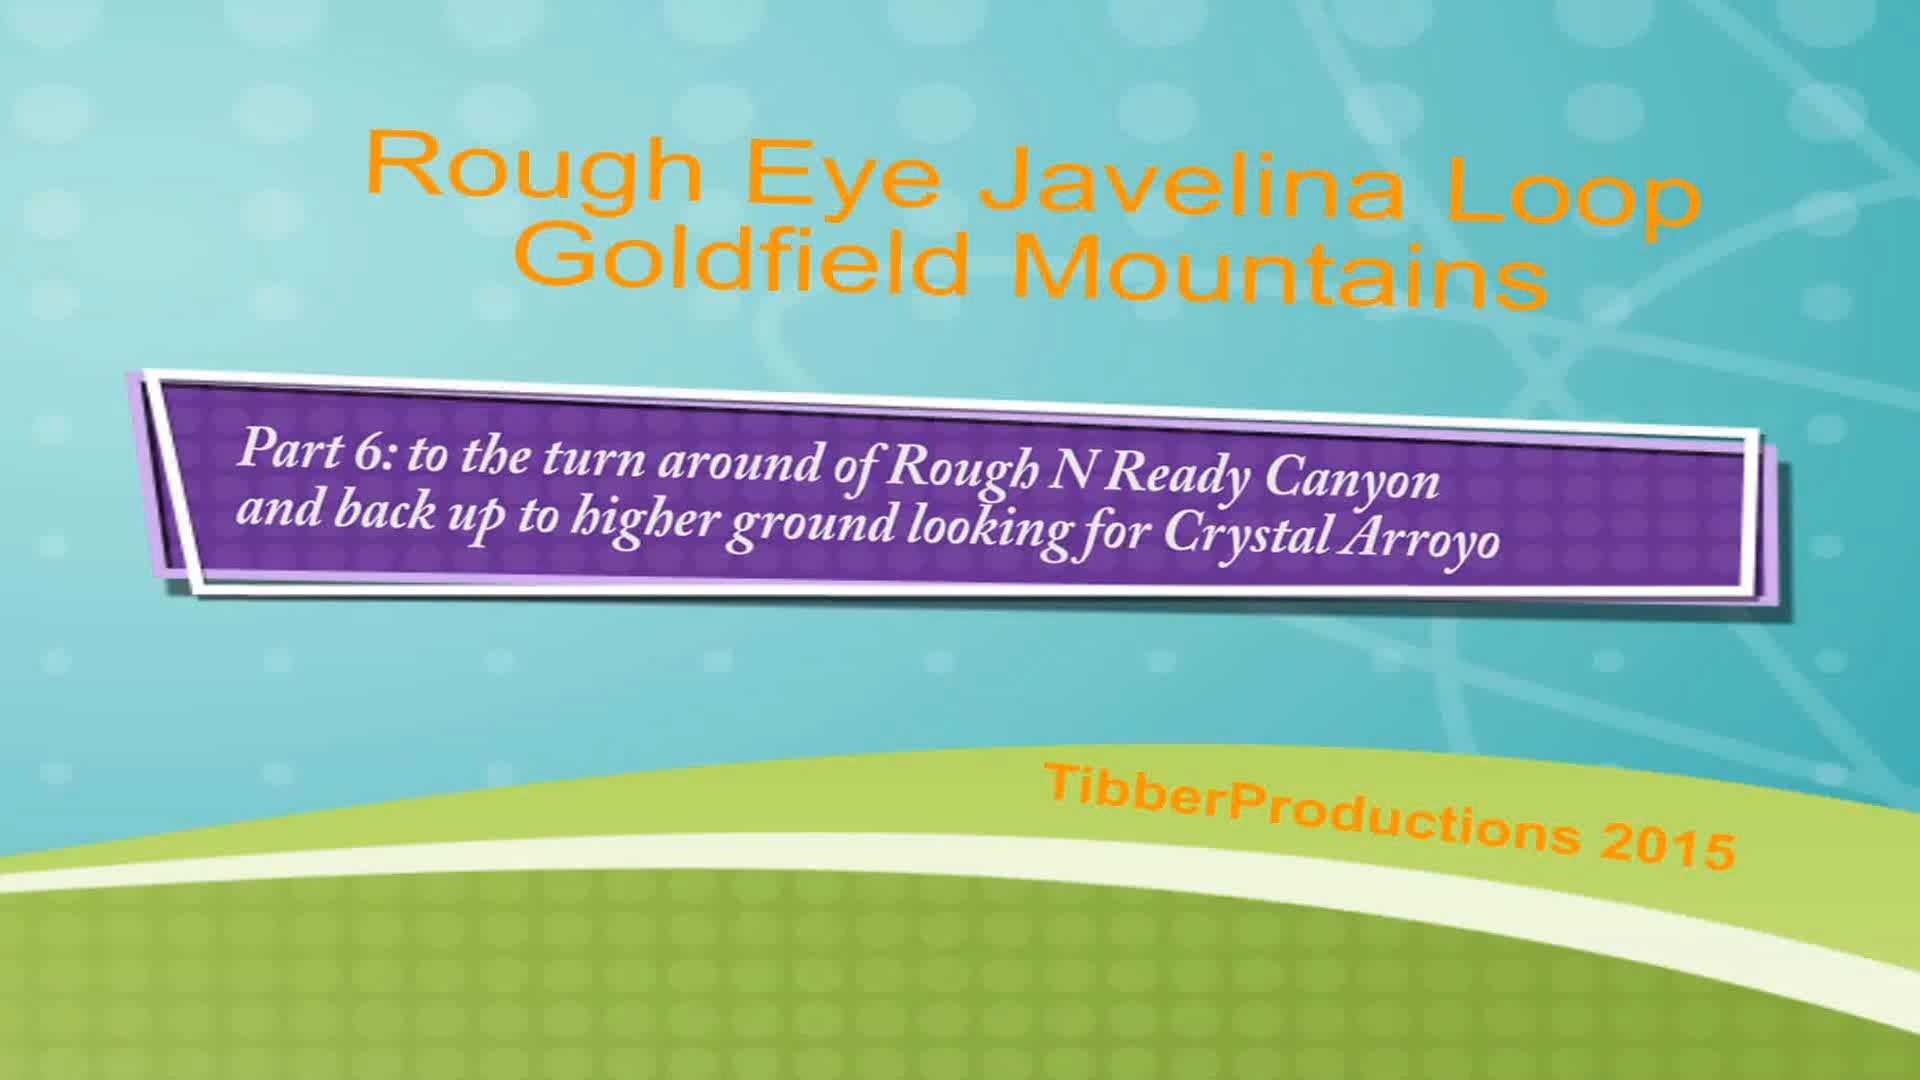 Rough Eye Javelina Loop
Goldfield Mountains
Part 6: to the turn around of Rough N Ready Canyon
and back up to higher ground looking for Crystal Arroyo
TibberProductions 2015